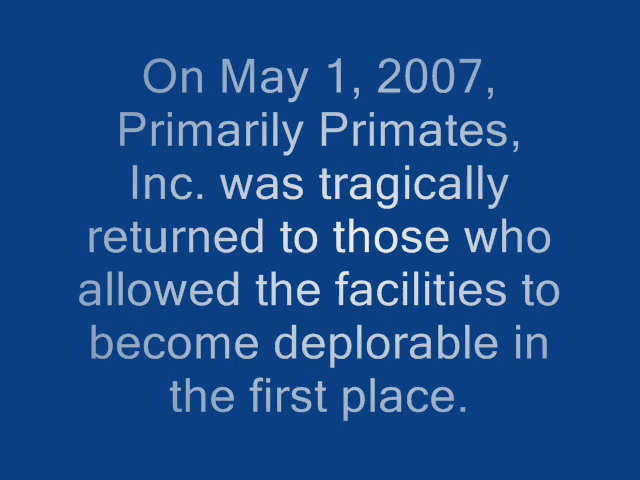 On May 1, 2007,
Primarily Primates,
Inc. was tragically
returned to those who
allowed the facilities to
become deplorable in
the first place.